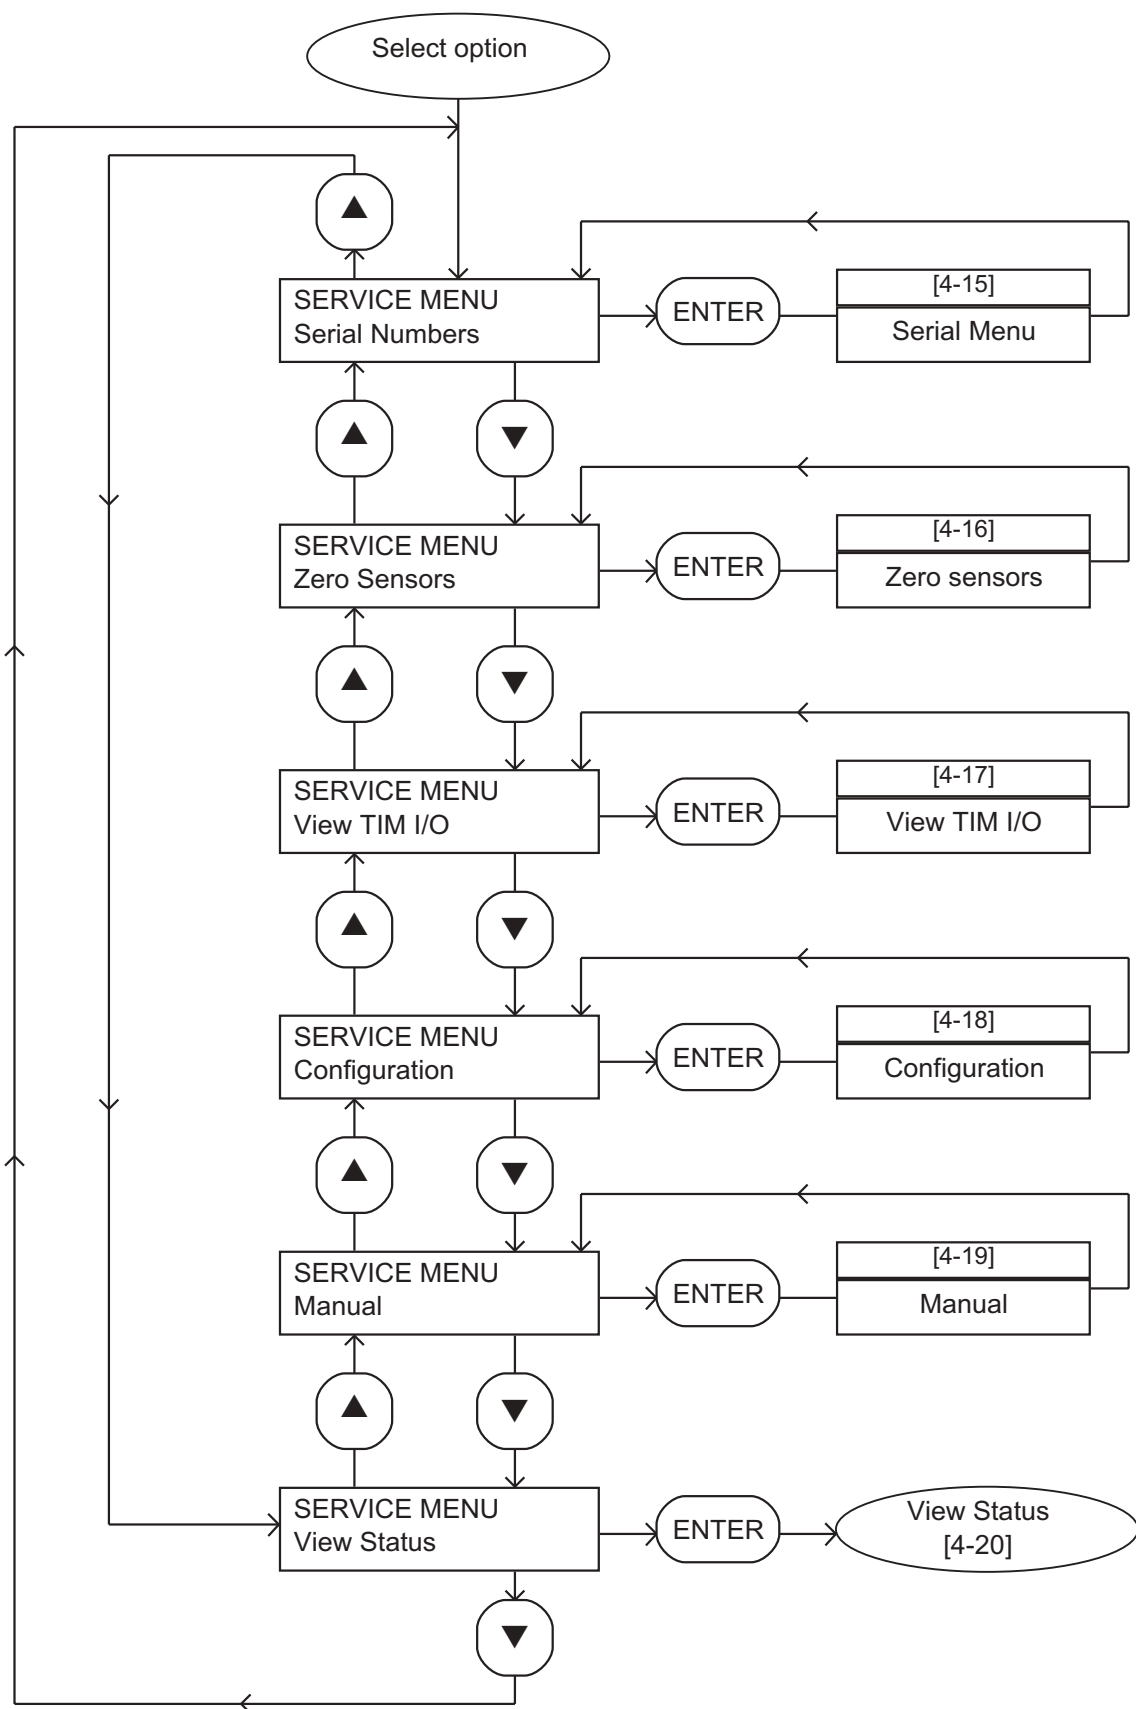 Select option
SERVICE MENU
Serial Numbers
ENTER
[4-15]
Serial Menu
SERVICE MENU
Zero Sensors
ENTER
[4-16]
Zero sensors
SERVICE MENU
View TIM I/O
ENTER
[4-17]
View TIM I/O
SERVICE MENU
Configuration
ENTER
[4-18]
Configuration
SERVICE MENU
Manual
ENTER
[4-19]
Manual
SERVICE MENU
View Status
ENTER
View Status
[4-20]